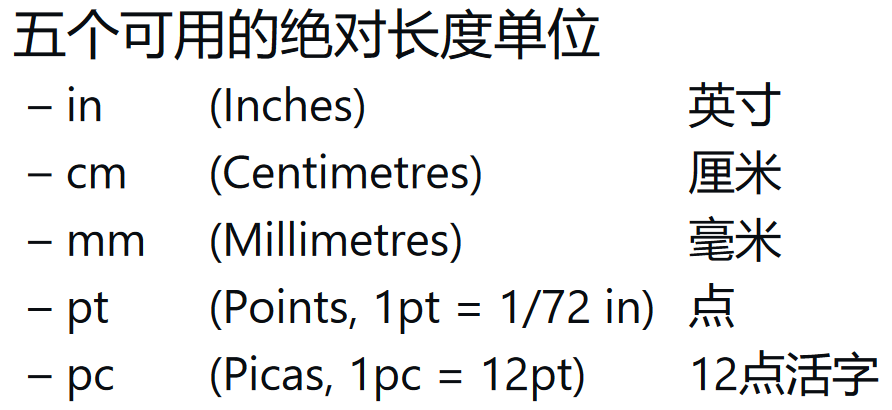 五个可用的绝对长度单位
– in (Inches) 英寸
– cm (Centimetres) 厘米
– mm (Millimetres) 毫米
– pt (Points, 1pt = 1/72 in) 点
– pc (Picas, 1pc = 12pt) 12点活字